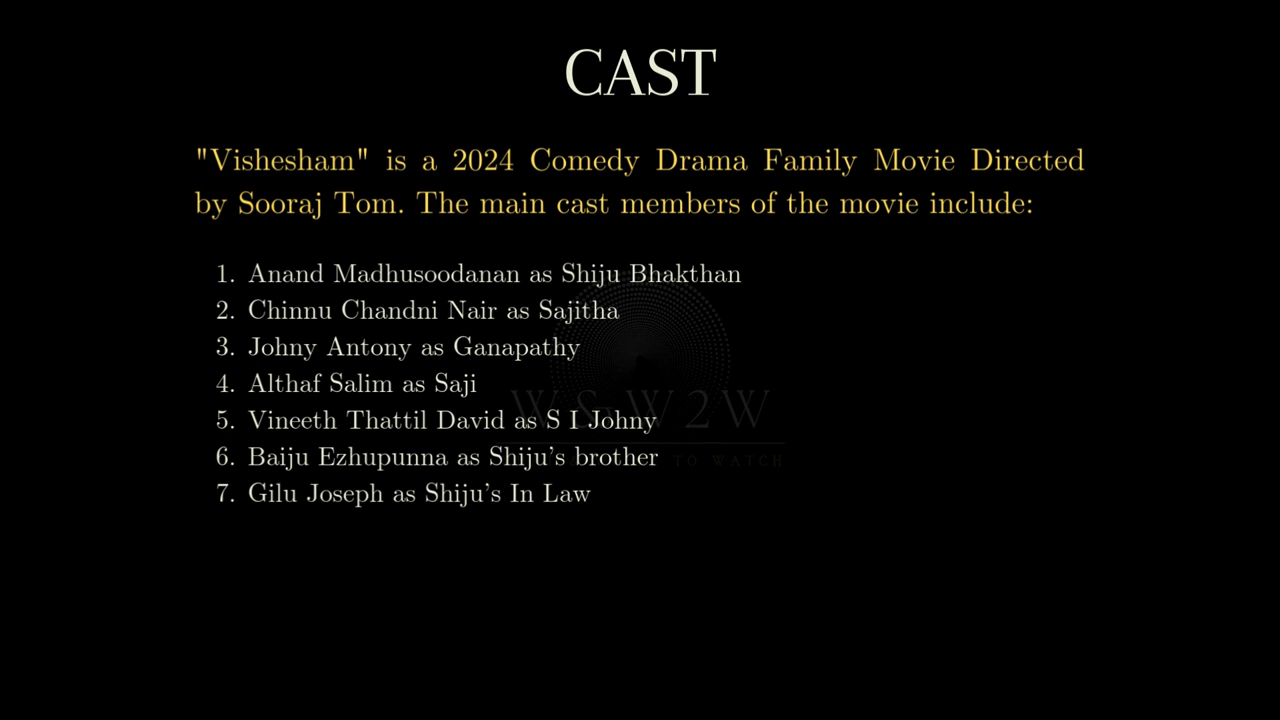 CAST
"Vishesham" is a 2024 Comedy Drama Family Movie Directed
by Sooraj Tom. The main cast members of the movie include:
1. Anand Madhusoodanan as Shiju Bhakthan
2. Chinnu Chandni Nair as Sajitha
3. Johny Antony as Ganapathy
4. Althaf Salim as Saji
W&W2W
5. Vineeth Thattil David as S I Johny
6. Baiju Ezhupunna as Shiju's brother
TO WATCH
7. Gilu Joseph as Shiju's In Law